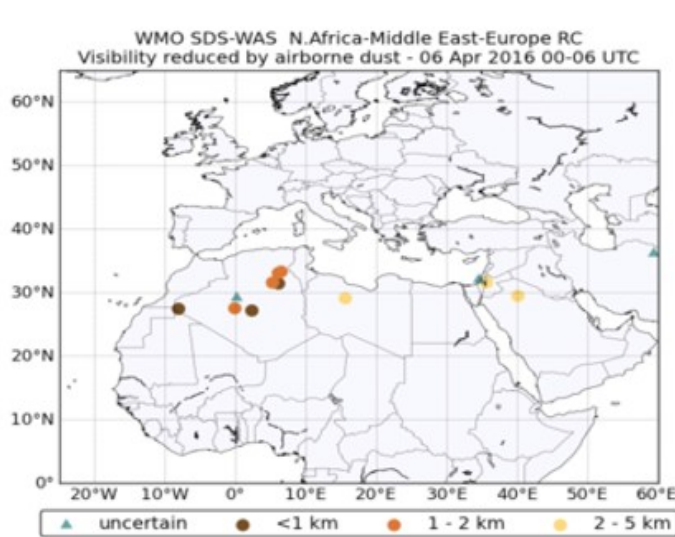 WMO SDS-WAS N.Africa-Middle East-Europe RC
Visibility reduced by airborne dust - 06 Apr 2016 00-06 UTC
60°N
50°N
40°N
30°N
20°N
10°N
0°
20°W 10°W 0° 10°E 20°E 30°E 40°E 50°E 60°E
uncertain <1 km 1 - 2 km 2 - 5 km